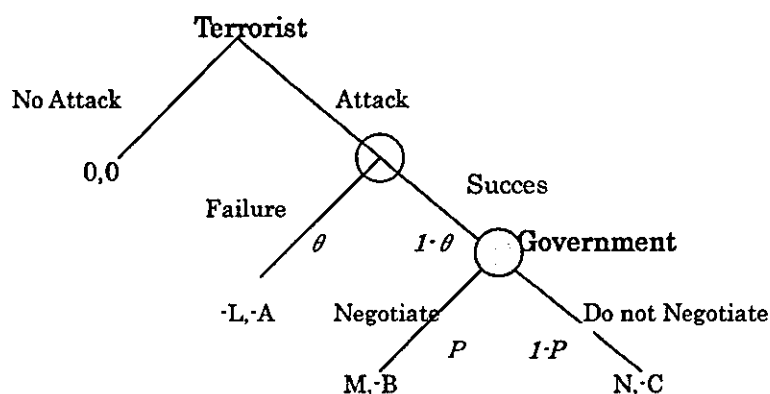 Terrorist
No Attack
Attack
0,0
Succes
Failure
θ
1-θ
Government
-L,-A
Negotiate
Do not Negotiate
P
1-P
M,-B
N,-C